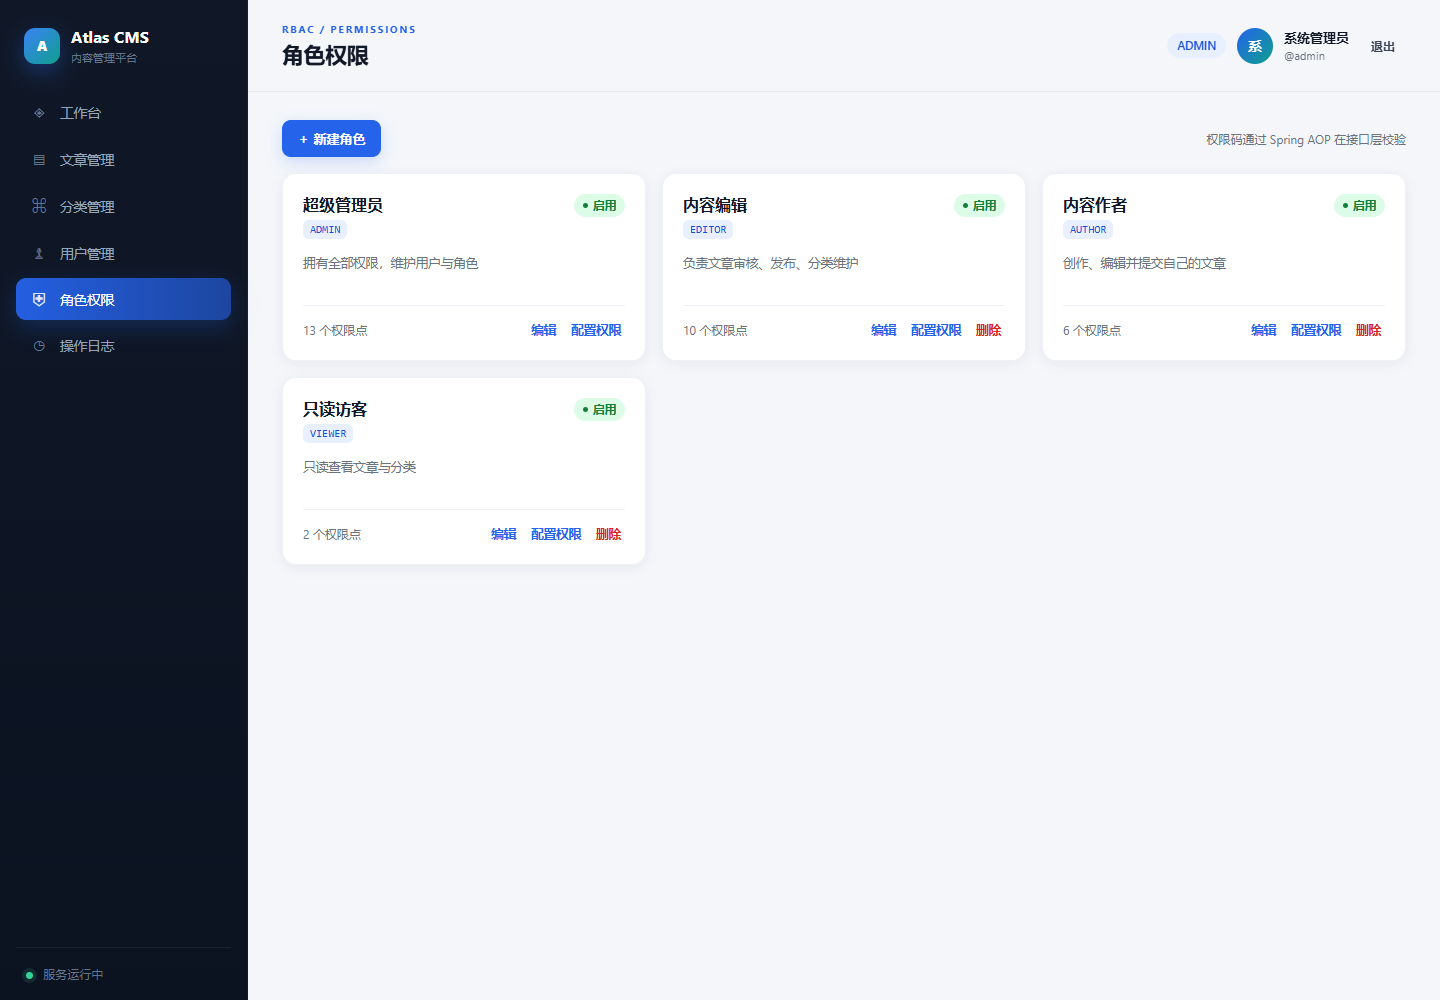 A
Atlas CMS
内容管理平台
工作台
文章管理
分类管理
用户管理
角色权限
操作日志
服务运行中
RBAC / PERMISSIONS
角色权限
ADMIN
系
系统管理员
@admin
退出
+ 新建角色
权限码通过 Spring AOP 在接口层校验
超级管理员
启用
ADMIN
拥有全部权限，维护用户与角色
13 个权限点
编辑 配置权限
内容编辑
启用
EDITOR
负责文章审核、发布、分类维护
10 个权限点
编辑 配置权限 删除
内容作者
启用
AUTHOR
创作、编辑并提交自己的文章
6 个权限点
编辑 配置权限 删除
只读访客
启用
VIEWER
只读查看文章与分类
2 个权限点
编辑 配置权限 删除